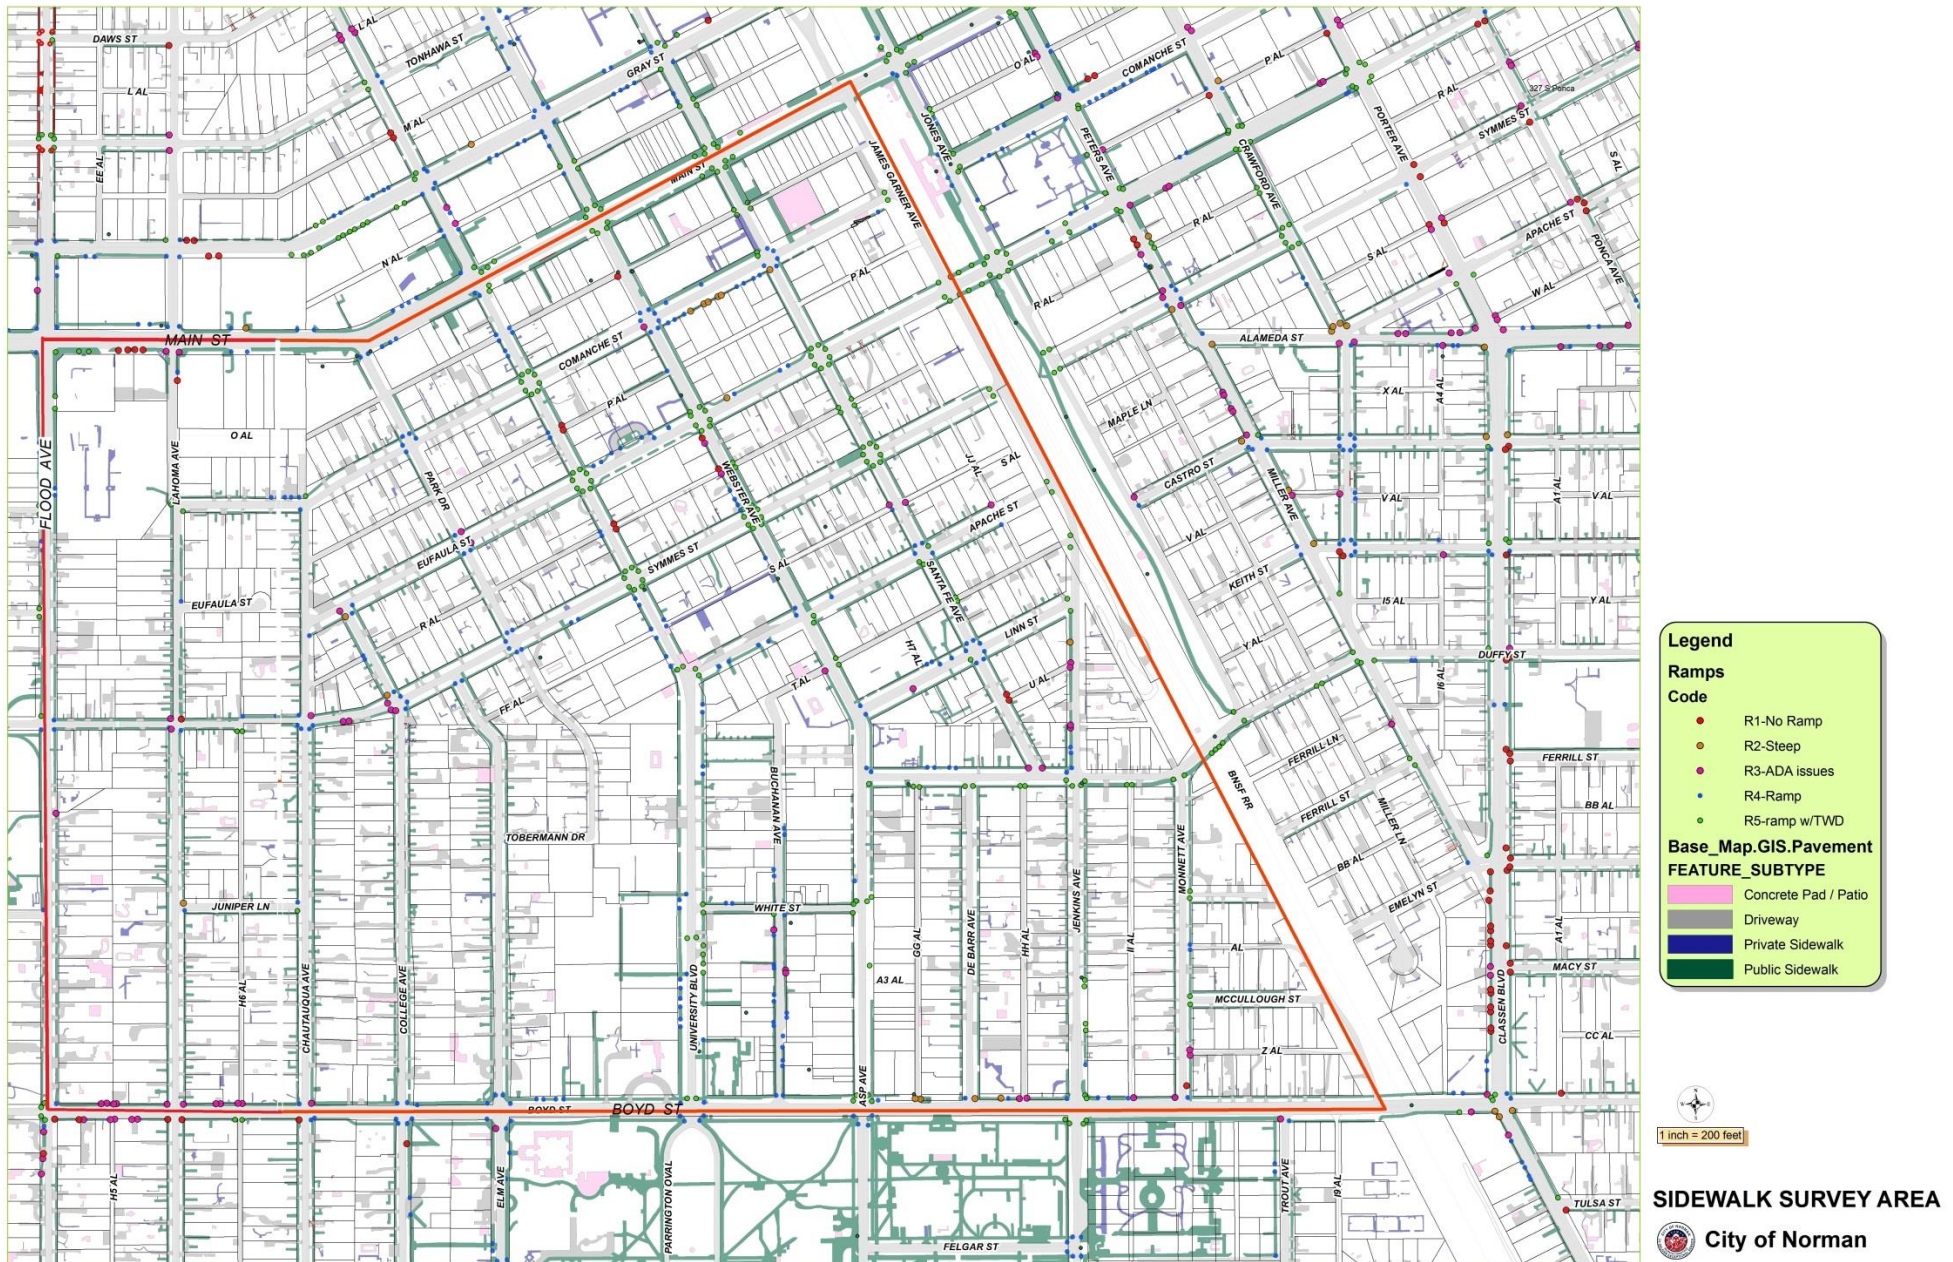 DAWS ST
L AL
TONHAWA ST
GRAY ST
O AL
COMANCHE ST
P AL
L AL
M AL
R AL
327 S Ponca
EE AL
MAIN ST
JAMES GARNER AVE
JONES AVE
PETERS AVE
CRAWFORD AVE
PORTER AVE
SYMMES ST
S AL
N AL
P AL
R AL
R AL
S AL
APACHE ST
PONCA AVE
W AL
MAIN ST
COMANCHE ST
ALAMEDA ST
FLOOD AVE
O AL
LAHOMA AVE
P AL
PARK DR
WEBSTER AVE
JJ AL
S AL
MAPLE LN
CASTRO ST
MILLER AVE
X AL
A4 AL
V AL
A1 AL
V AL
EUFAULA ST
SYMMES ST
S AL
APACHE ST
SANTA FE AVE
V AL
KEITH ST
EUFAULA ST
R AL
LINN ST
H7 AL
Y AL
I5 AL
Y AL
FF AL
T AL
U AL
I6 AL
DUFFY ST
BUCHANAN AVE
BNSF RR
FERRILL LN
FERRILL ST
FERRILL ST
MILLER LN
BB AL
TOBERMANN DR
BB AL
MONNETT AVE
EMELYN ST
JUNIPER LN
WHITE ST
GG AL
DE BARR AVE
HH AL
JENKINS AVE
II AL
AL
A1 AL
MACY ST
H6 AL
CHAUTAUQUA AVE
COLLEGE AVE
UNIVERSITY BLVD
A3 AL
MCCULLOUGH ST
CLASSEN BLVD
Z AL
CC AL
ASP AVE
BOYD ST
BOYD ST
H5 AL
ELM AVE
PARRINGTON OVAL
FELGAR ST
TROUT AVE
I9 AL
TULSA ST
Legend
Ramps
Code
R1-No Ramp
R2-Steep
R3-ADA issues
R4-Ramp
R5-ramp w/TWD
Base_Map.GIS.Pavement
FEATURE_SUBTYPE
Concrete Pad / Patio
Driveway
Private Sidewalk
Public Sidewalk
1 inch = 200 feet
SIDEWALK SURVEY AREA
City of Norman